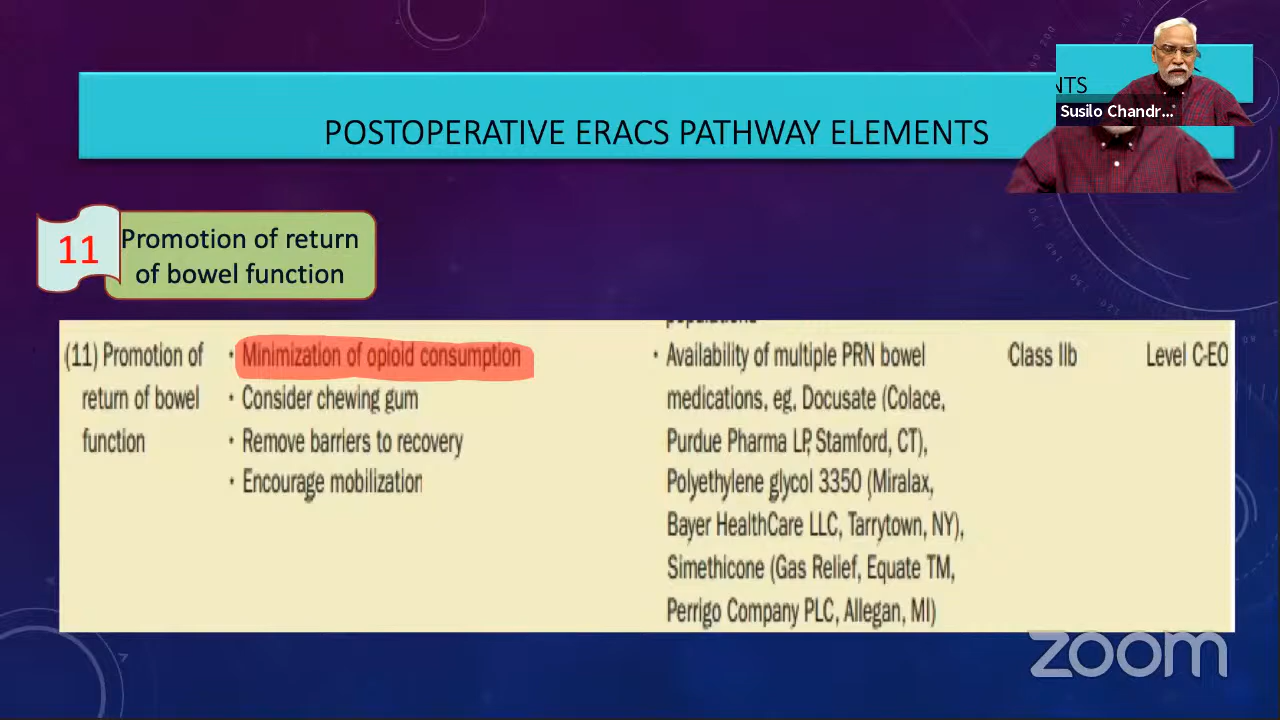 NTS
Susilo Chandr...
POSTOPERATIVE ERACS PATHWAY ELEMENTS
11
Promotion of return
of bowel function
(11) Promotion of
return of bowel
function
• Minimization of opioid consumption
• Consider chewing gum
• Remove barriers to recovery
• Encourage mobilization
• Availability of multiple PRN bowel
medications, eg, Docusate (Colace,
Purdue Pharma LP, Stamford, CT),
Polyethylene glycol 3350 (Miralax,
Bayer HealthCare LLC, Tarrytown, NY),
Simethicone (Gas Relief, Equate TM,
Perrigo Company PLC, Allegan, MI)
Class IIb
Level C-EO
zoom